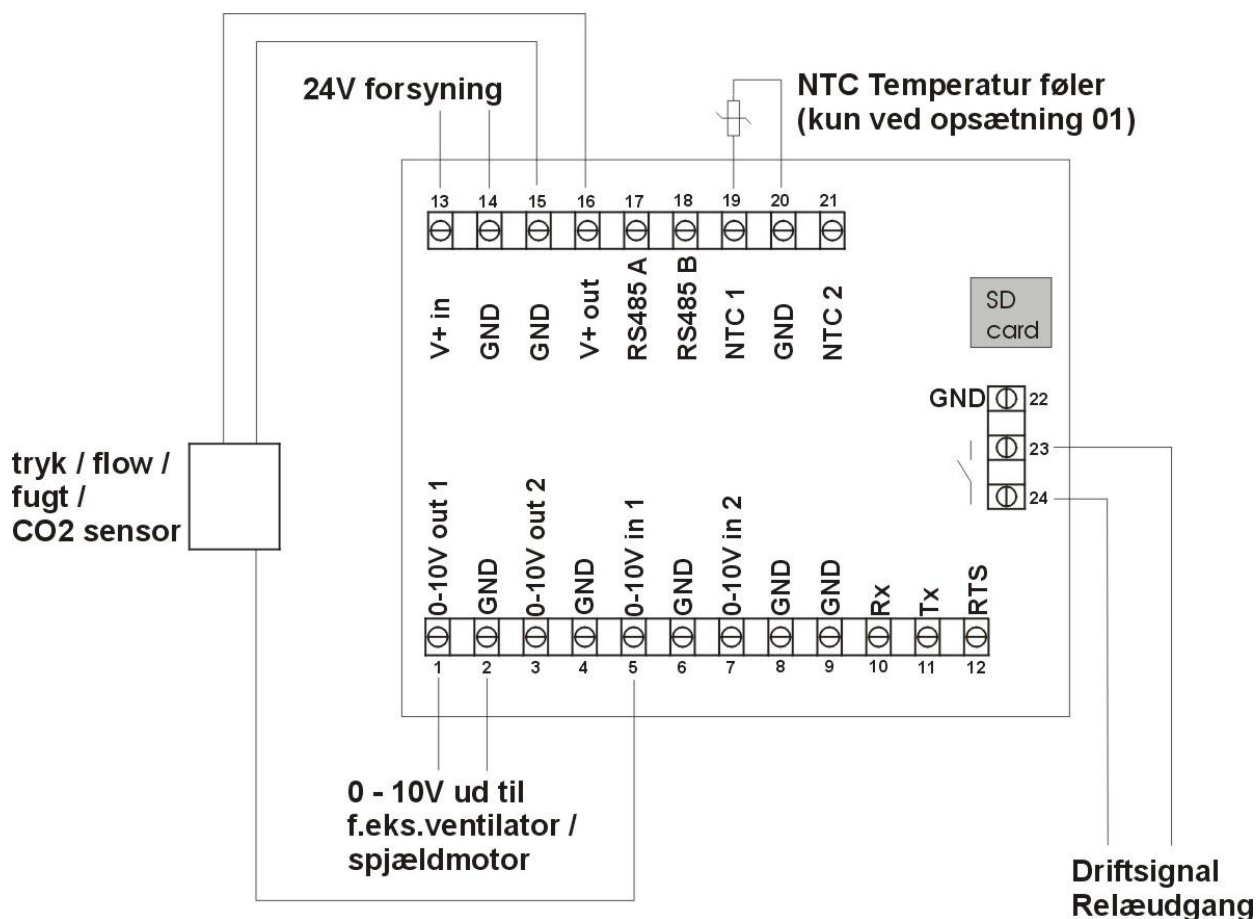 24V forsyning
NTC Temperatur føler
(kun ved opsætning 01)
13 14 15 16 17 18 19 20 21
V+ in
GND
GND
V+ out
RS485 A
RS485 B
NTC 1
GND
NTC 2
SD
card
GND 22
23
24
tryk / flow /
fugt /
CO2 sensor
0-10V out 1
GND
0-10V out 2
GND
0-10V in 1
GND
0-10V in 2
GND
GND
Rx
Tx
RTS
1 2 3 4 5 6 7 8 9 10 11 12
0 - 10V ud til
f.eks.ventilator /
spjældmotor
Driftsignal
Relæudgang